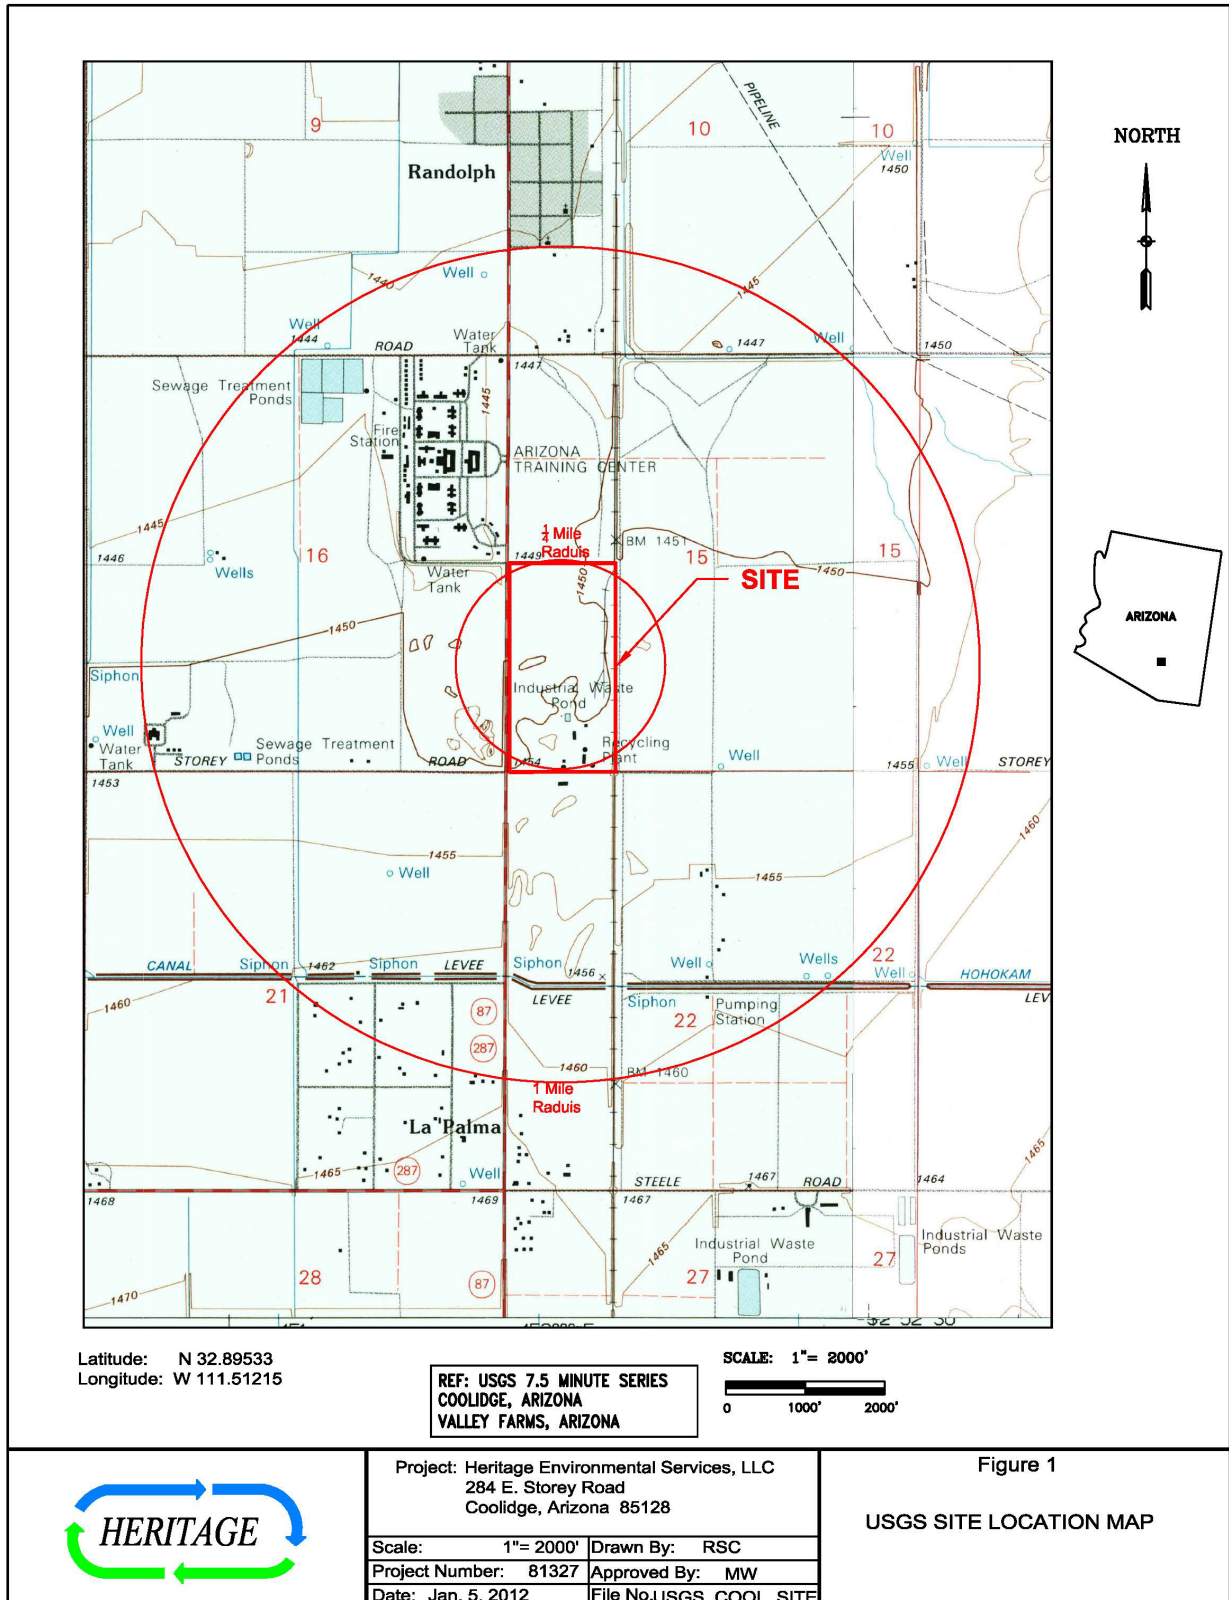 9
10
10
PIPELINE
Well
1450
NORTH
Randolph
1440
Well
1445
Well
1444
ROAD
Water
Tank
1447
1447
Well
1450
Sewage Treatment
Ponds
1445
Fire
Station
ARIZONA
TRAINING CENTER
1445
1446
Wells
16
1/4 Mile
Raduis
BM 1451
15
15
1449
1450
1450
SITE
Water
Tank
ARIZONA
1450
Siphon
Industrial Waste
Pond
Well
Water
Tank
STOREY
Sewage Treatment
Ponds
ROAD
1454
Recycling
Plant
Well
1455
Well
STOREY
1453
1460
1455
Well
1455
CANAL
Siphon
1462
Siphon
LEVEE
Siphon
1456
Well
Wells
22
Well
HOHOKAM
1460
21
LEVEE
Siphon
22
Pumping
Station
LEV
87
287
1460
BM 1460
1 Mile
Raduis
La Palma
1465
1465
287
Well
1468
1469
STEELE
1467
1467
ROAD
1464
Industrial Waste
Pond
Industrial Waste
Ponds
1465
28
87
27
27
1470
Latitude: N 32.89533
Longitude: W 111.51215
REF: USGS 7.5 MINUTE SERIES
COOLIDGE, ARIZONA
VALLEY FARMS, ARIZONA
SCALE: 1"= 2000'
0 1000' 2000'
HERITAGE
Project: Heritage Environmental Services, LLC
284 E. Storey Road
Coolidge, Arizona 85128
Scale: 1"= 2000'
Drawn By: RSC
Project Number: 81327
Approved By: MW
Date: Jan. 5, 2012
File No.USGS_COOL_SITE
Figure 1
USGS SITE LOCATION MAP